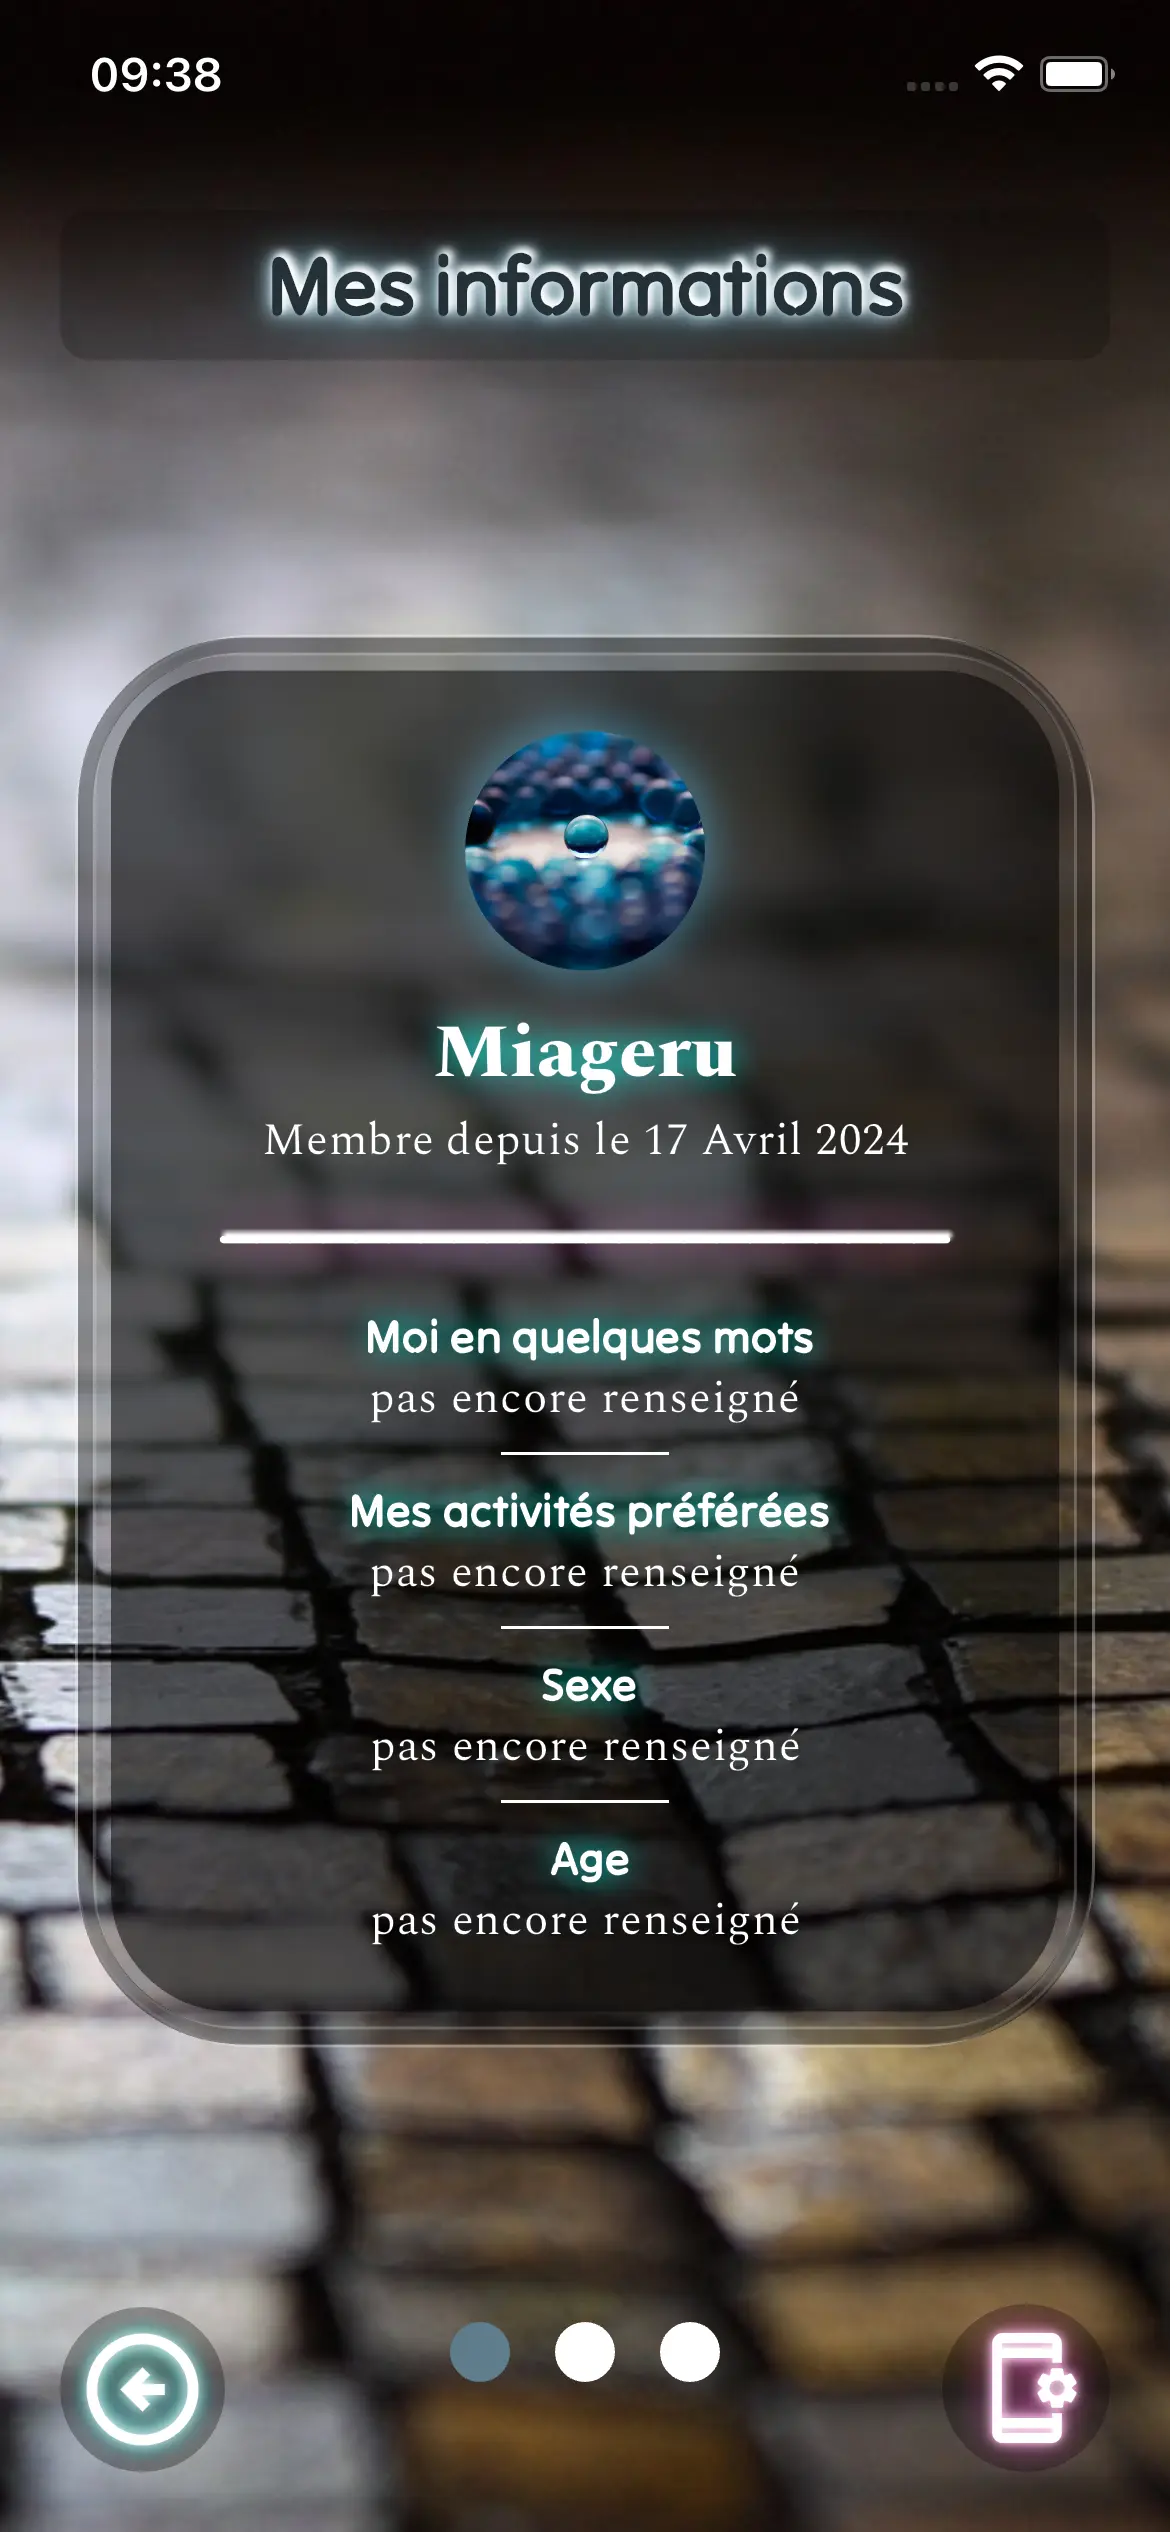 09:38
Mes informations
Miageru
Membre depuis le 17 Avril 2024
Moi en quelques mots
pas encore renseigné
Mes activités préférées
pas encore renseigné
Sexe
pas encore renseigné
Age
pas encore renseigné